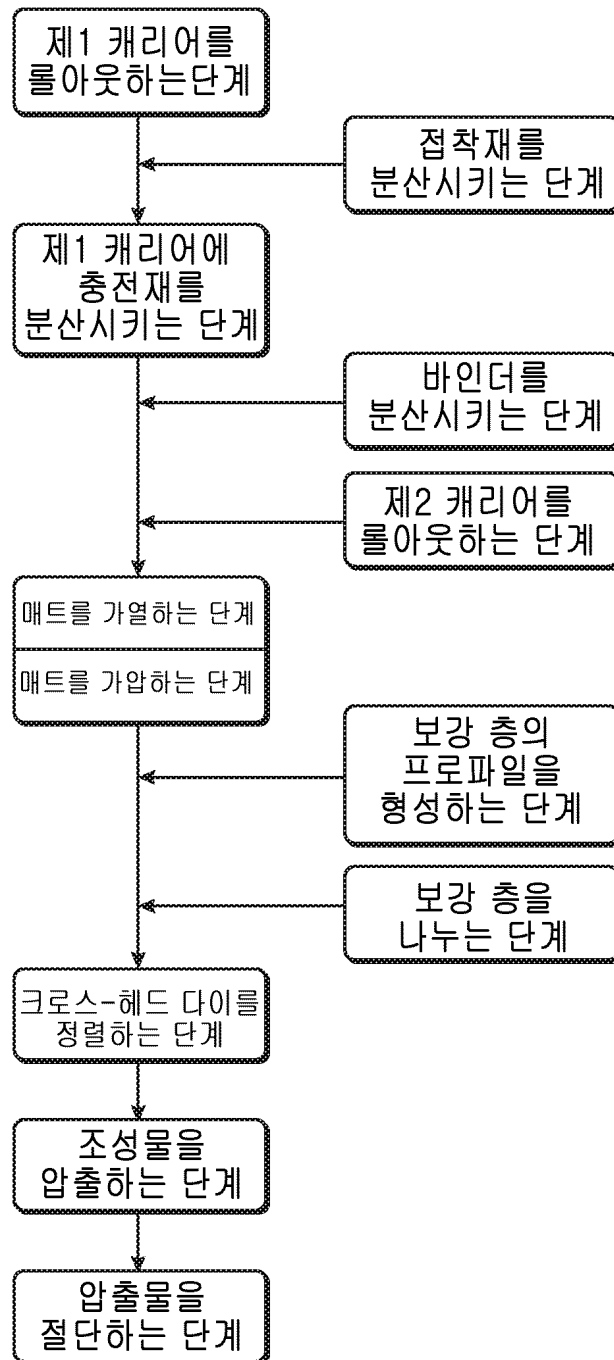 제1 캐리어를
롤아웃하는단계
접착재를
분산시키는 단계
제1 캐리어에
충전재를
분산시키는 단계
바인더를
분산시키는 단계
제2 캐리어를
롤아웃하는 단계
매트를 가열하는 단계
매트를 가압하는 단계
보강 층의
프로파일을
형성하는 단계
보강 층을
나누는 단계
크로스-헤드 다이를
정렬하는 단계
조성물을
압출하는 단계
압출물을
절단하는 단계